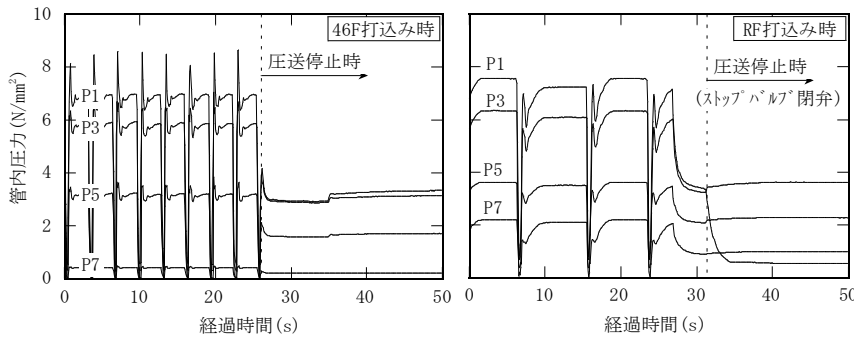 46F打込み時
圧送停止時
P1
P3
P5
P7
管内圧力(N/mm²)
10
8
6
4
2
0
0 10 20 30 40 50
経過時間(s)
RF打込み時
圧送停止時
(ｽﾄｯﾌﾟﾊﾞﾙﾌﾞ閉弁)
P1
P3
P5
P7
0 10 20 30 40 50
経過時間(s)